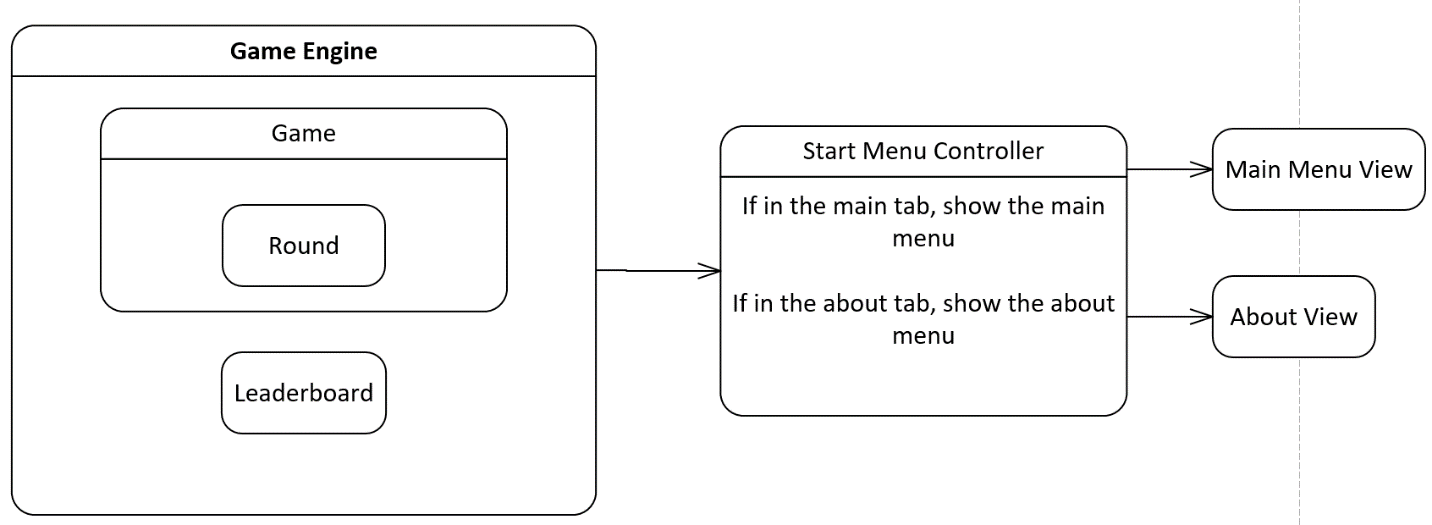 Game Engine
Game
Round
Leaderboard
Start Menu Controller
If in the main tab, show the main
menu
If in the about tab, show the about
menu
Main Menu View
About View